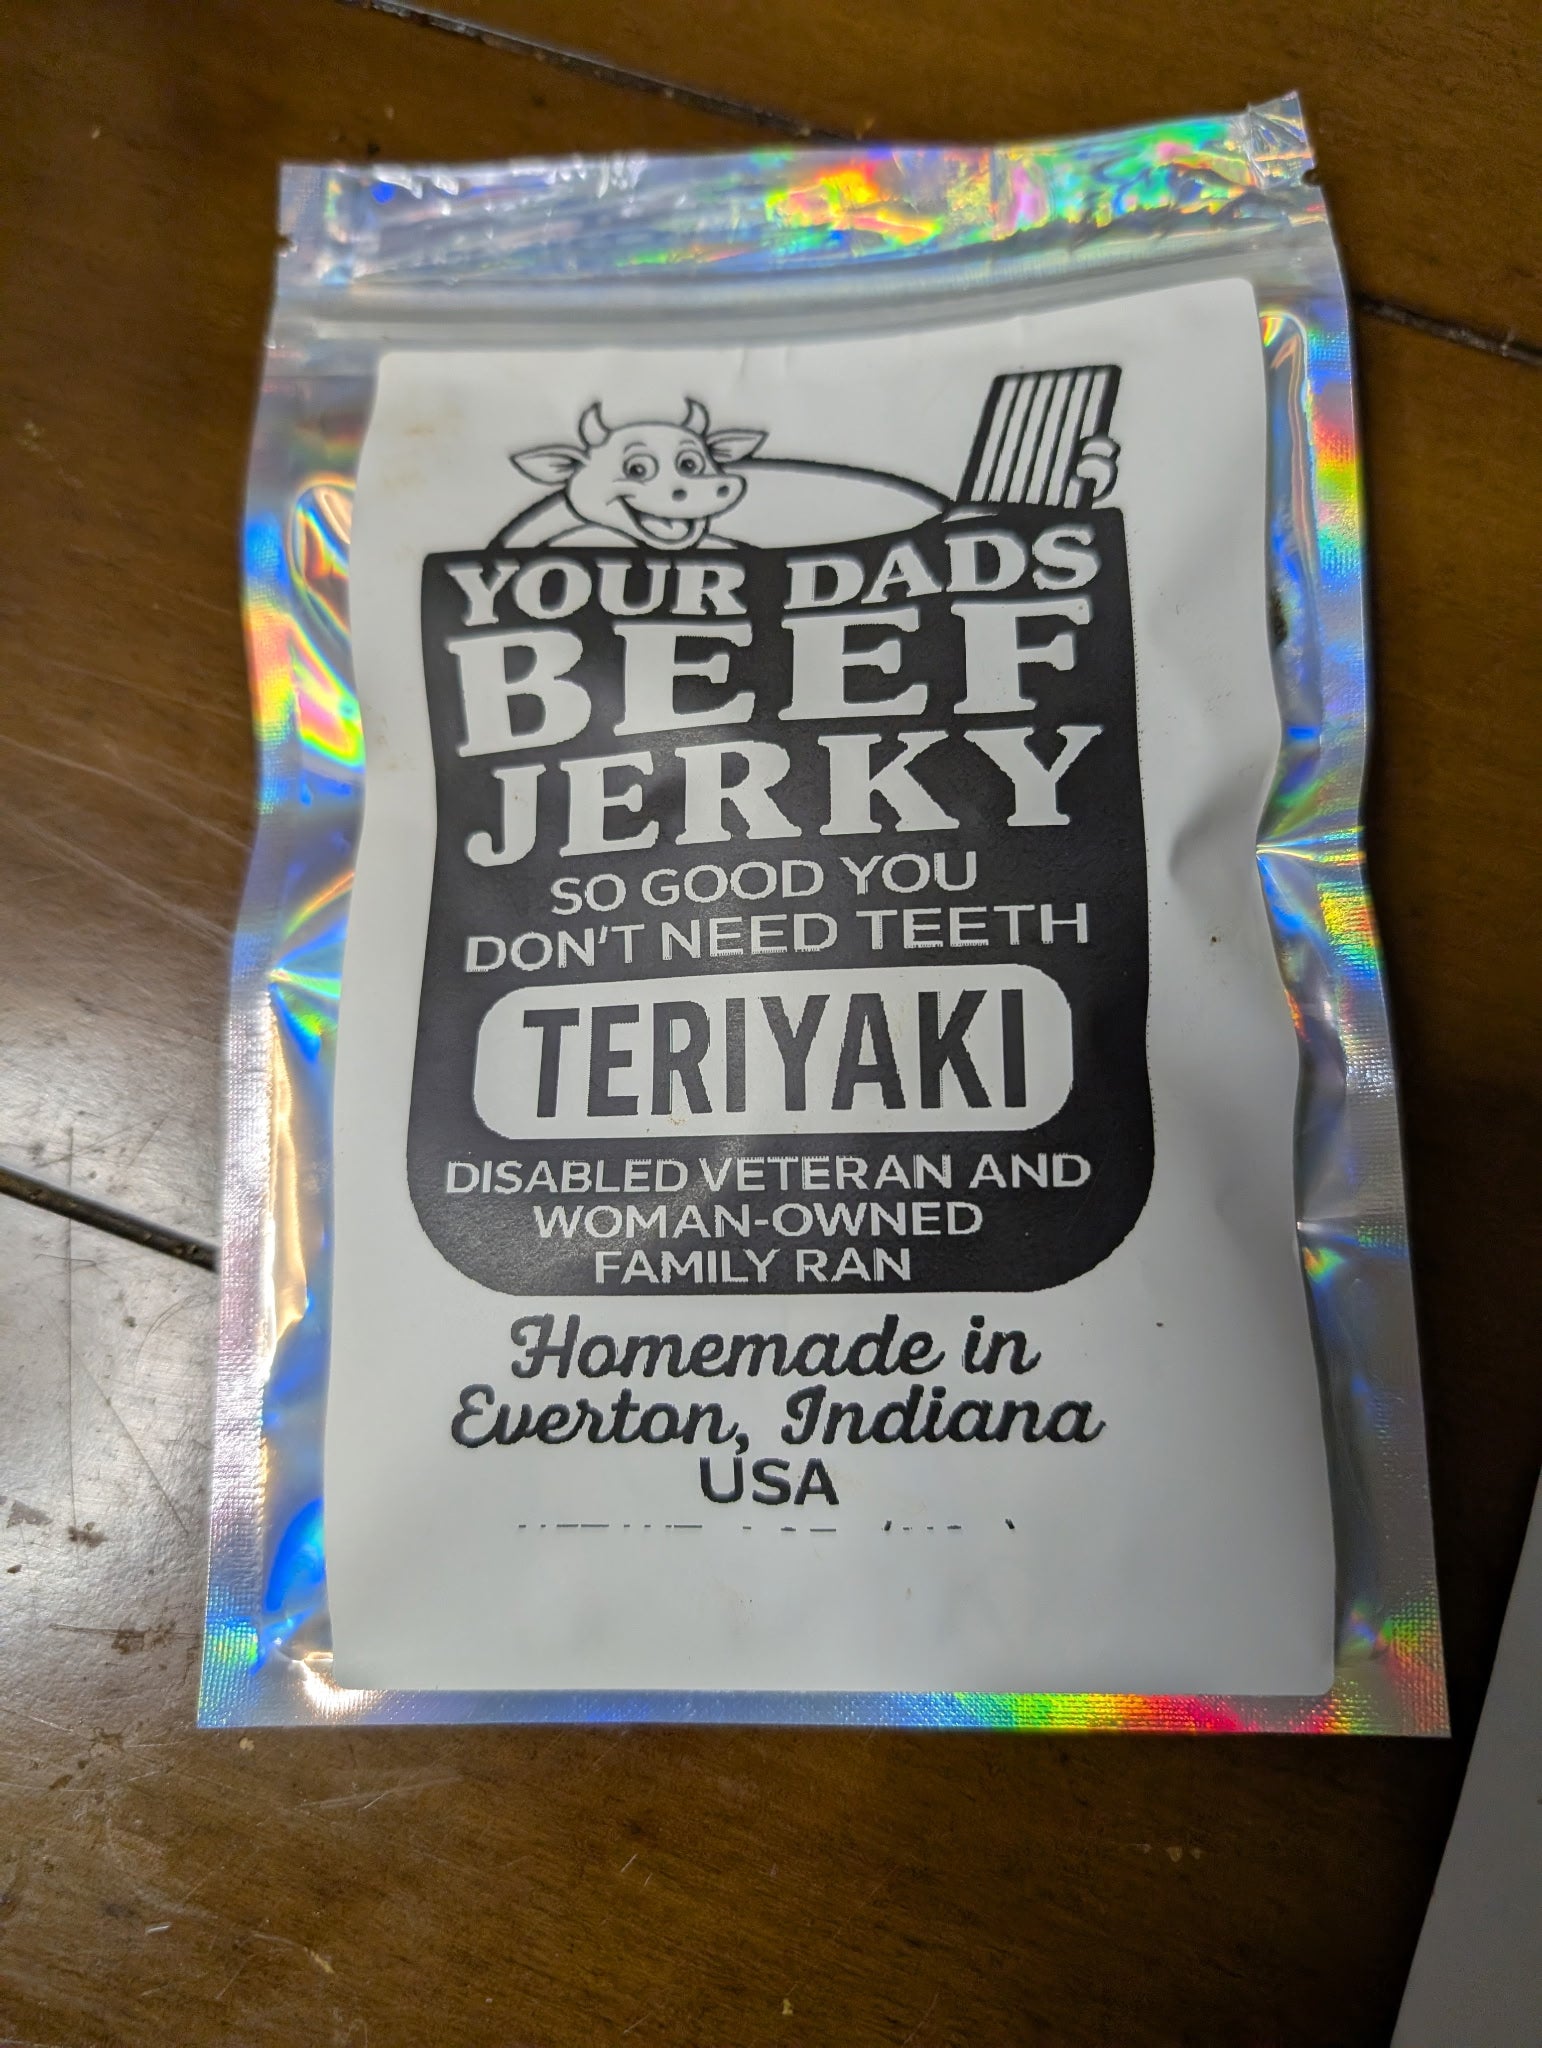 YOUR DADS
BEEF
JERKY
SO GOOD YOU
DON'T NEED TEETH
TERIYAKI
DISABLED VETERAN AND
WOMAN-OWNED
FAMILY RAN
Homemade in
Everton, Indiana
USA